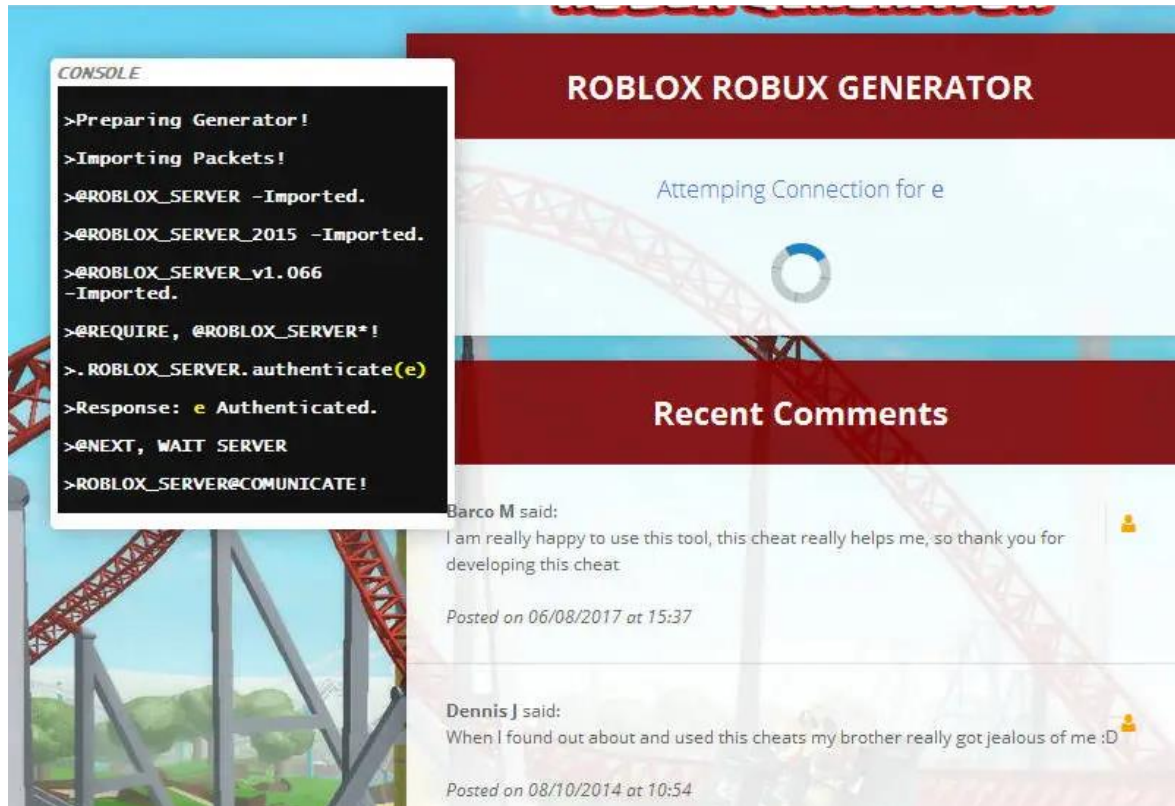 CONSOLE
>Preparing Generator!
>Importing Packets!
>@ROBLOX_SERVER -Imported.
>@ROBLOX_SERVER_2015 -Imported.
>@ROBLOX_SERVER_v1.066
-Imported.
>@REQUIRE, @ROBLOX_SERVER*!
>.ROBLOX_SERVER.authenticate(e)
>Response: e Authenticated.
>@NEXT, WAIT SERVER
>ROBLOX_SERVER@COMUNICATE!
ROBLOX ROBUX GENERATOR
Attemping Connection for e
Recent Comments
Barco M said:
I am really happy to use this tool, this cheat really helps me, so thank you for
developing this cheat
Posted on 06/08/2017 at 15:37
Dennis J said:
When I found out about and used this cheats my brother really got jealous of me :D
Posted on 08/10/2014 at 10:54